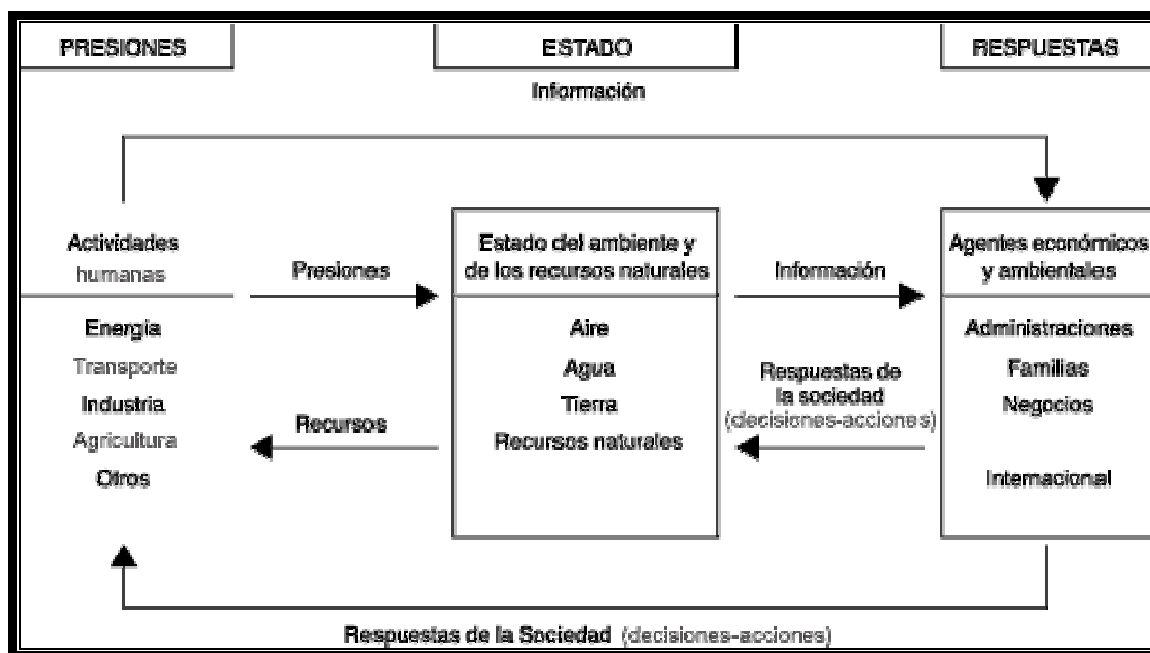 PRESIONES
ESTADO
RESPUESTAS
Información
Actividades
humanas
Energía
Transporte
Industria
Agricultura
Otros
Presiones
Recursos
Estado del ambiente y
de los recursos naturales
Aire
Agua
Tierra
Recursos naturales
Información
Respuestas de
la sociedad
(decisiones-acciones)
Agentes económicos
y ambientales
Administraciones
Familias
Negocios
Internacional
Respuestas de la Sociedad (decisiones-acciones)